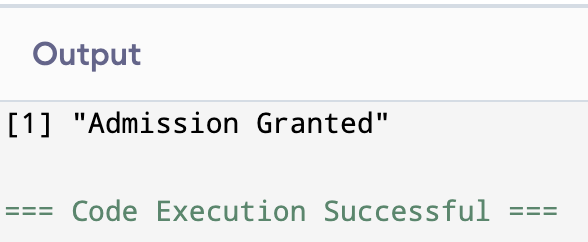 Output
[1] "Admission Granted"
=== Code Execution Successful ===